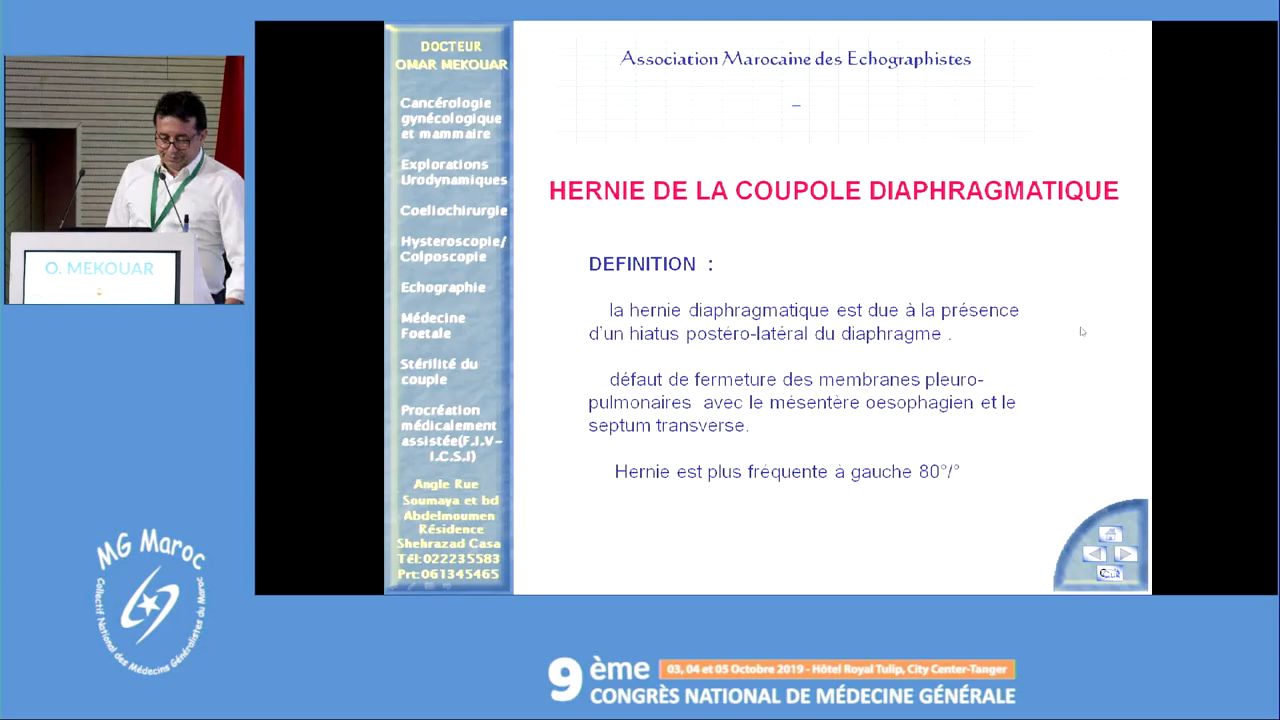 DOCTEUR
OMAR MEKOUAR
Cancérologie
gynécologique
et mammaire
Explorations
Urodynamiques
Coeliochirurgie
Hysteroscopie/
Colposcopie
Echographie
Médecine
Foetale
Stérilité du
couple
Procréation
médicalement
assistée(F.I.V-
I.C.S.I)
Angle Rue
Soumaya et bd
Abdelmoumen
Résidence
Shehrazad Casa
Tél:022235583
Prt:061345465
Association Marocaine des Echographistes
HERNIE DE LA COUPOLE DIAPHRAGMATIQUE
DEFINITION :
la hernie diaphragmatique est due à la présence
d'un hiatus postéro-latéral du diaphragme .
défaut de fermeture des membranes pleuro-
pulmonaires avec le mésentère oesophagien et le
septum transverse.
Hernie est plus fréquente à gauche 80°/°
O. MEKOUAR
MG Maroc
Collectif National des Médecins Généralistes du Maroc
9 ème
03, 04 et 05 Octobre 2019 - Hôtel Royal Tulip, City Center-Tanger
CONGRÈS NATIONAL DE MÉDECINE GÉNÉRALE